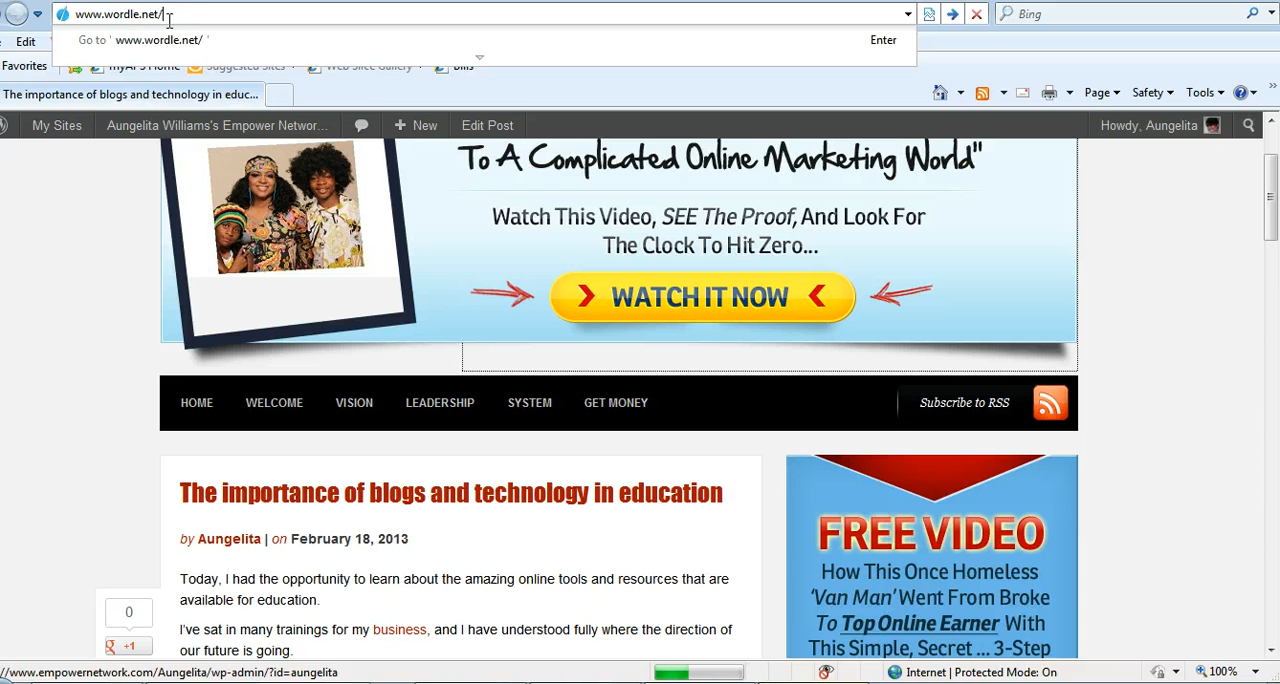 www.wordle.net/
Bing
Go to ' www.wordle.net/ '
Enter
Edit
Favorites
myAPS Home
Suggested Sites
Web Slice Gallery
Bills
The importance of blogs and technology in educ...
Page
Safety
Tools
My Sites
Aungelita Williams's Empower Networ...
+ New
Edit Post
Howdy, Aungelita
To A Complicated Online Marketing World"
Watch This Video, SEE The Proof, And Look For
The Clock To Hit Zero...
WATCH IT NOW
HOME
WELCOME
VISION
LEADERSHIP
SYSTEM
GET MONEY
Subscribe to RSS
The importance of blogs and technology in education
by Aungelita | on February 18, 2013
Today, I had the opportunity to learn about the amazing online tools and resources that are
available for education.
I've sat in many trainings for my business, and I have understood fully where the direction of
our future is going.
0
g +1
FREE VIDEO
How This Once Homeless
'Van Man' Went From Broke
To Top Online Earner With
This Simple, Secret ... 3-Step
//www.empowernetwork.com/Aungelita/wp-admin/?id=aungelita
Internet | Protected Mode: On
100%